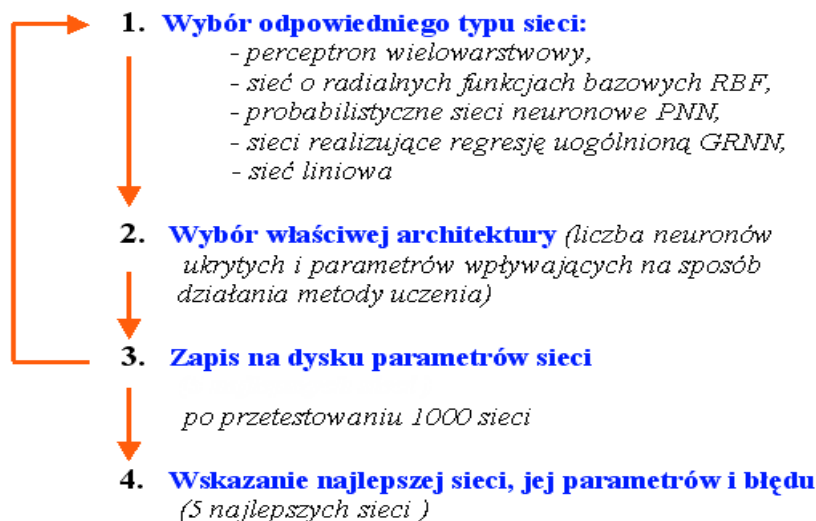 1. Wybór odpowiedniego typu sieci:
- perceptron wielowarstwowy,
- sieć o radialnych funkcjach bazowych RBF,
- probabilistyczne sieci neuronowe PNN,
- sieci realizujące regresję uogólnioną GRNN,
- sieć liniowa
2. Wybór właściwej architektury (liczba neuronów
ukrytych i parametrów wpływających na sposób
działania metody uczenia)
3. Zapis na dysku parametrów sieci
po przetestowaniu 1000 sieci
4. Wskazanie najlepszej sieci, jej parametrów i błędu
(5 najlepszych sieci )